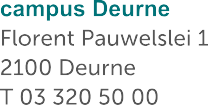 campus Deurne
Florent Pauwelslei 1
2100 Deurne
T 03 320 50 00